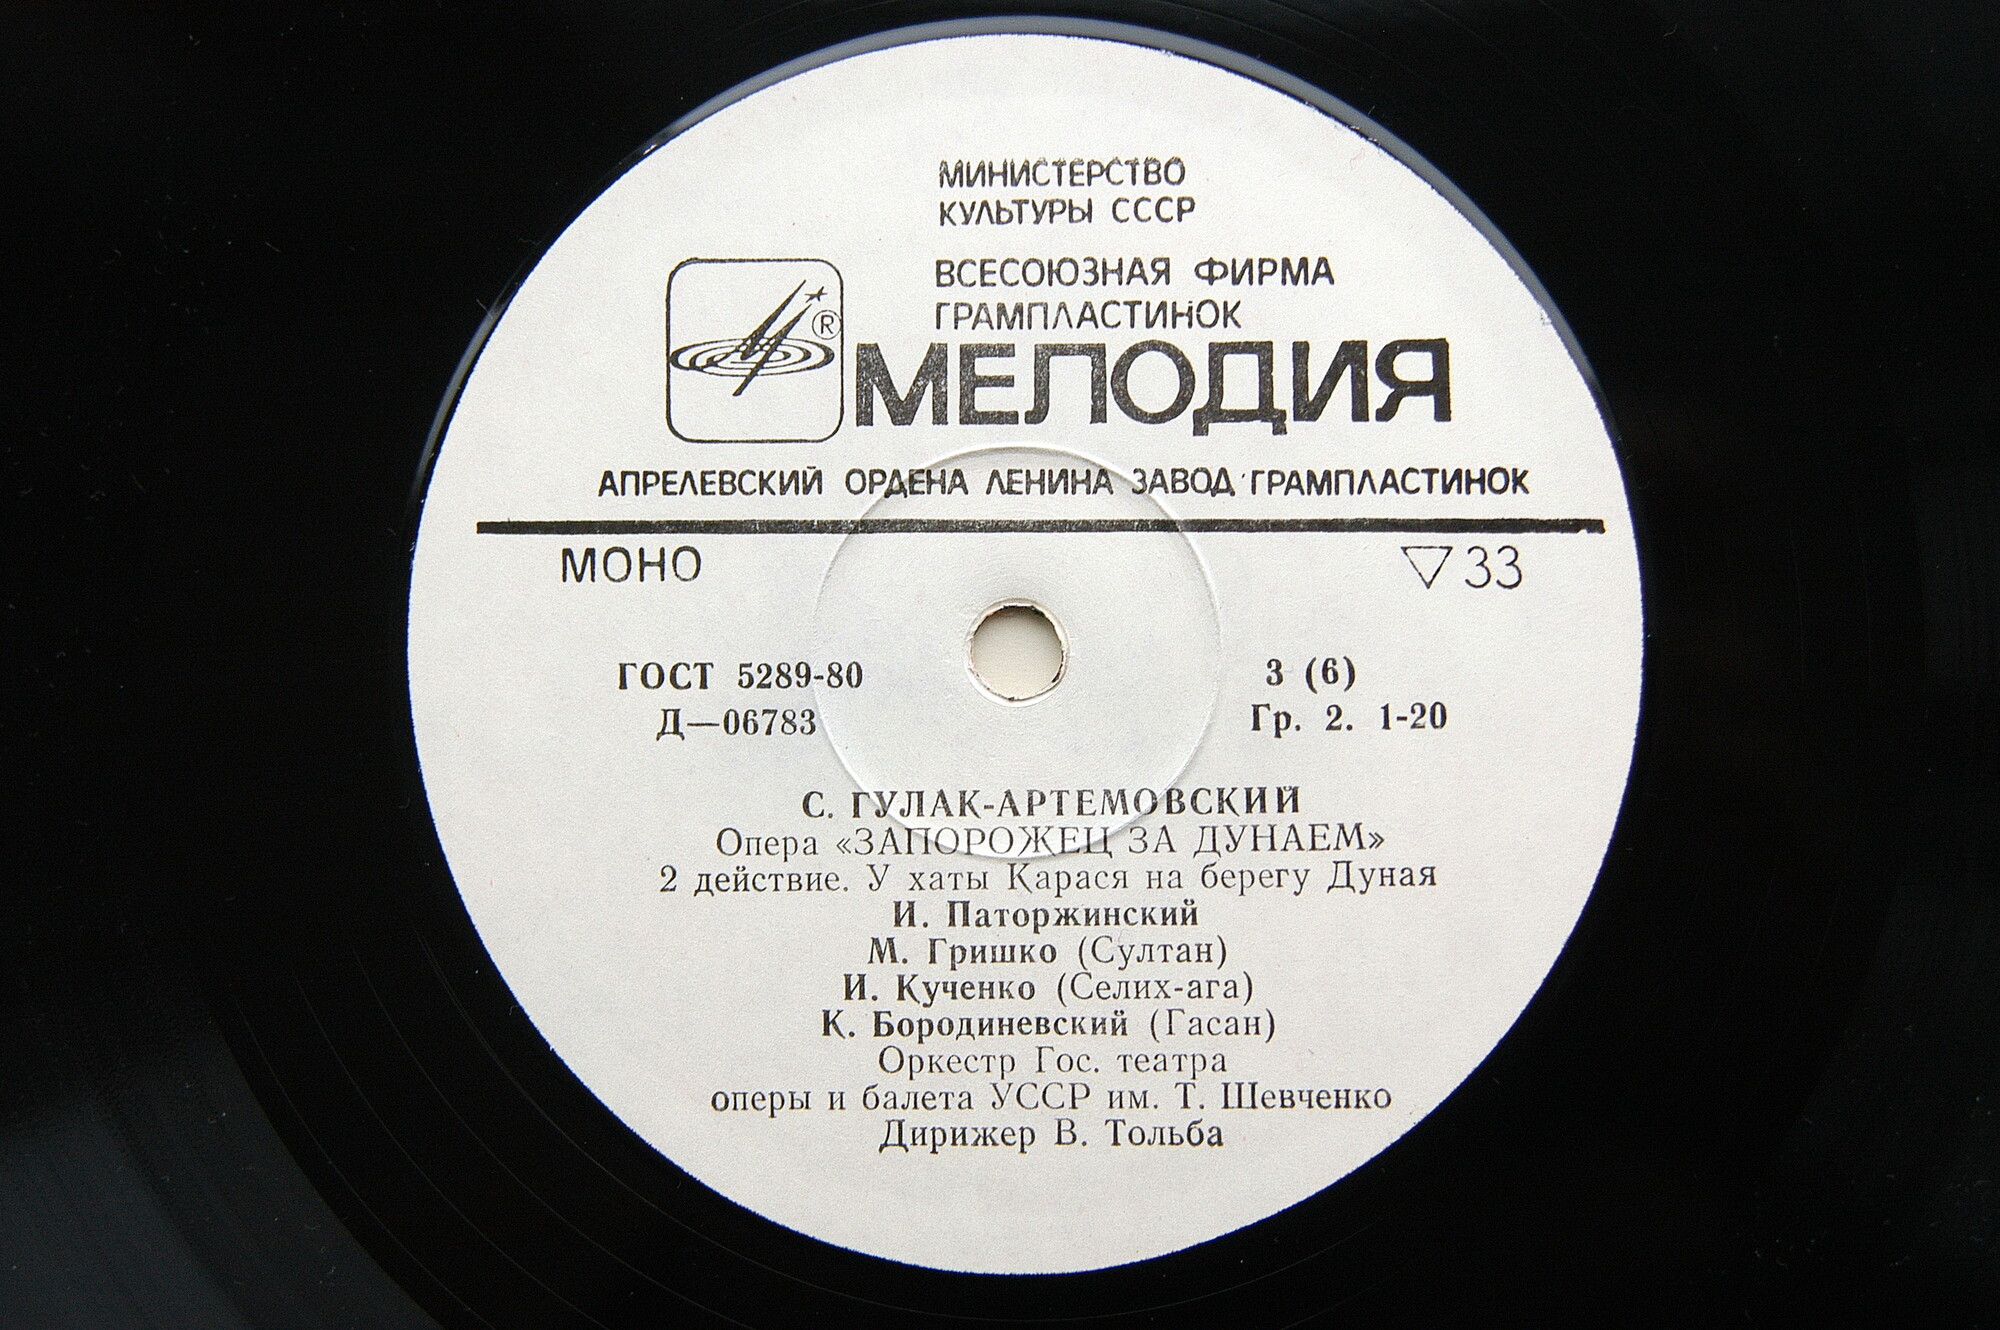 МИНИСТЕРСТВО
КУЛЬТУРЫ СССР
ВСЕСОЮЗНАЯ ФИРМА
ГРАМПЛАСТИНОК
®
МЕЛОДИЯ
АПРЕЛЕВСКИЙ ОРДЕНА ЛЕНИНА ЗАВОД ГРАМПЛАСТИНОК
МОНО ▽33
ГОСТ 5289-80 3 (6)
Д—06783 Гр. 2. 1-20
С. ГУЛАК-АРТЕМОВСКИЙ
Опера «ЗАПОРОЖЕЦ ЗА ДУНАЕМ»
2 действие. У хаты Карася на берегу Дуная
И. Паторжинский
М. Гришко (Султан)
И. Кученко (Селих-ага)
К. Бородиневский (Гасан)
Оркестр Гос. театра
оперы и балета УССР им. Т. Шевченко
Дирижер В. Тольба